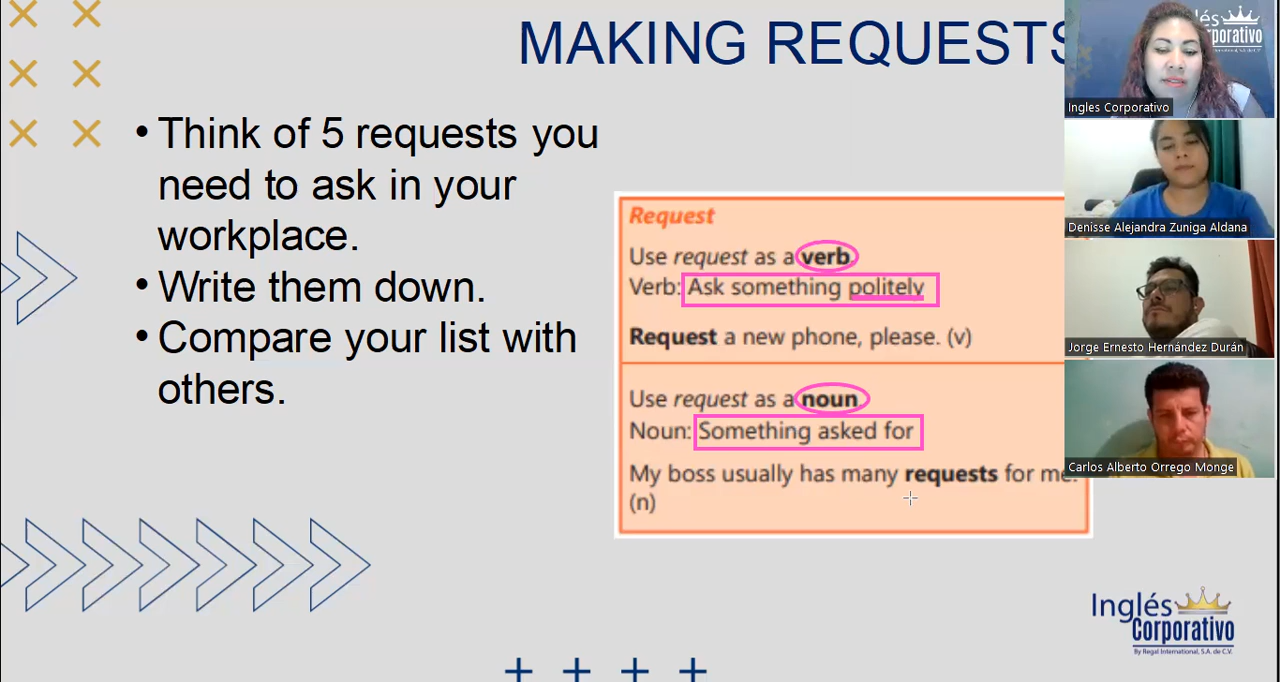 MAKING REQUESTS
• Think of 5 requests you
need to ask in your
workplace.
• Write them down.
• Compare your list with
others.
Request
Use request as a verb.
Verb: Ask something politely
Request a new phone, please. (v)
Use request as a noun.
Noun: Something asked for
My boss usually has many requests for me.
(n)
Inglés Corporativo
By Regal International, S.A. de C.V.
Ingles Corporativo
Denisse Alejandra Zuniga Aldana
Jorge Ernesto Hernández Durán
Carlos Alberto Orrego Monge